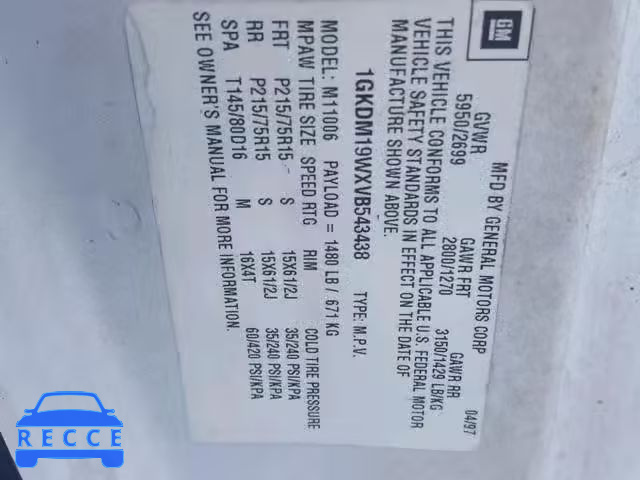 GM
MFD BY GENERAL MOTORS CORP 04/97
GVWR GAWR FRT GAWR RR
5950/2699 2800/1270 3150/1429 LB/KG
THIS VEHICLE CONFORMS TO ALL APPLICABLE U.S. FEDERAL MOTOR
VEHICLE SAFETY STANDARDS IN EFFECT ON THE DATE OF
MANUFACTURE SHOWN ABOVE.
1GKDM19WXVB543438 TYPE: M.P.V.
M11006 PAYLOAD = 1480 LB / 671 KG
MPAW TIRE SIZE SPEED RTG RIM COLD TIRE PRESSURE
FRT P215/75R15 S 15X61/2J 35/240 PSI/KPA
RR P215/75R15 S 15X61/2J 35/240 PSI/KPA
SPA T145/80D16 M 16X4T 60/420 PSI/KPA
SEE OWNER'S MANUAL FOR MORE INFORMATION.
RECCE